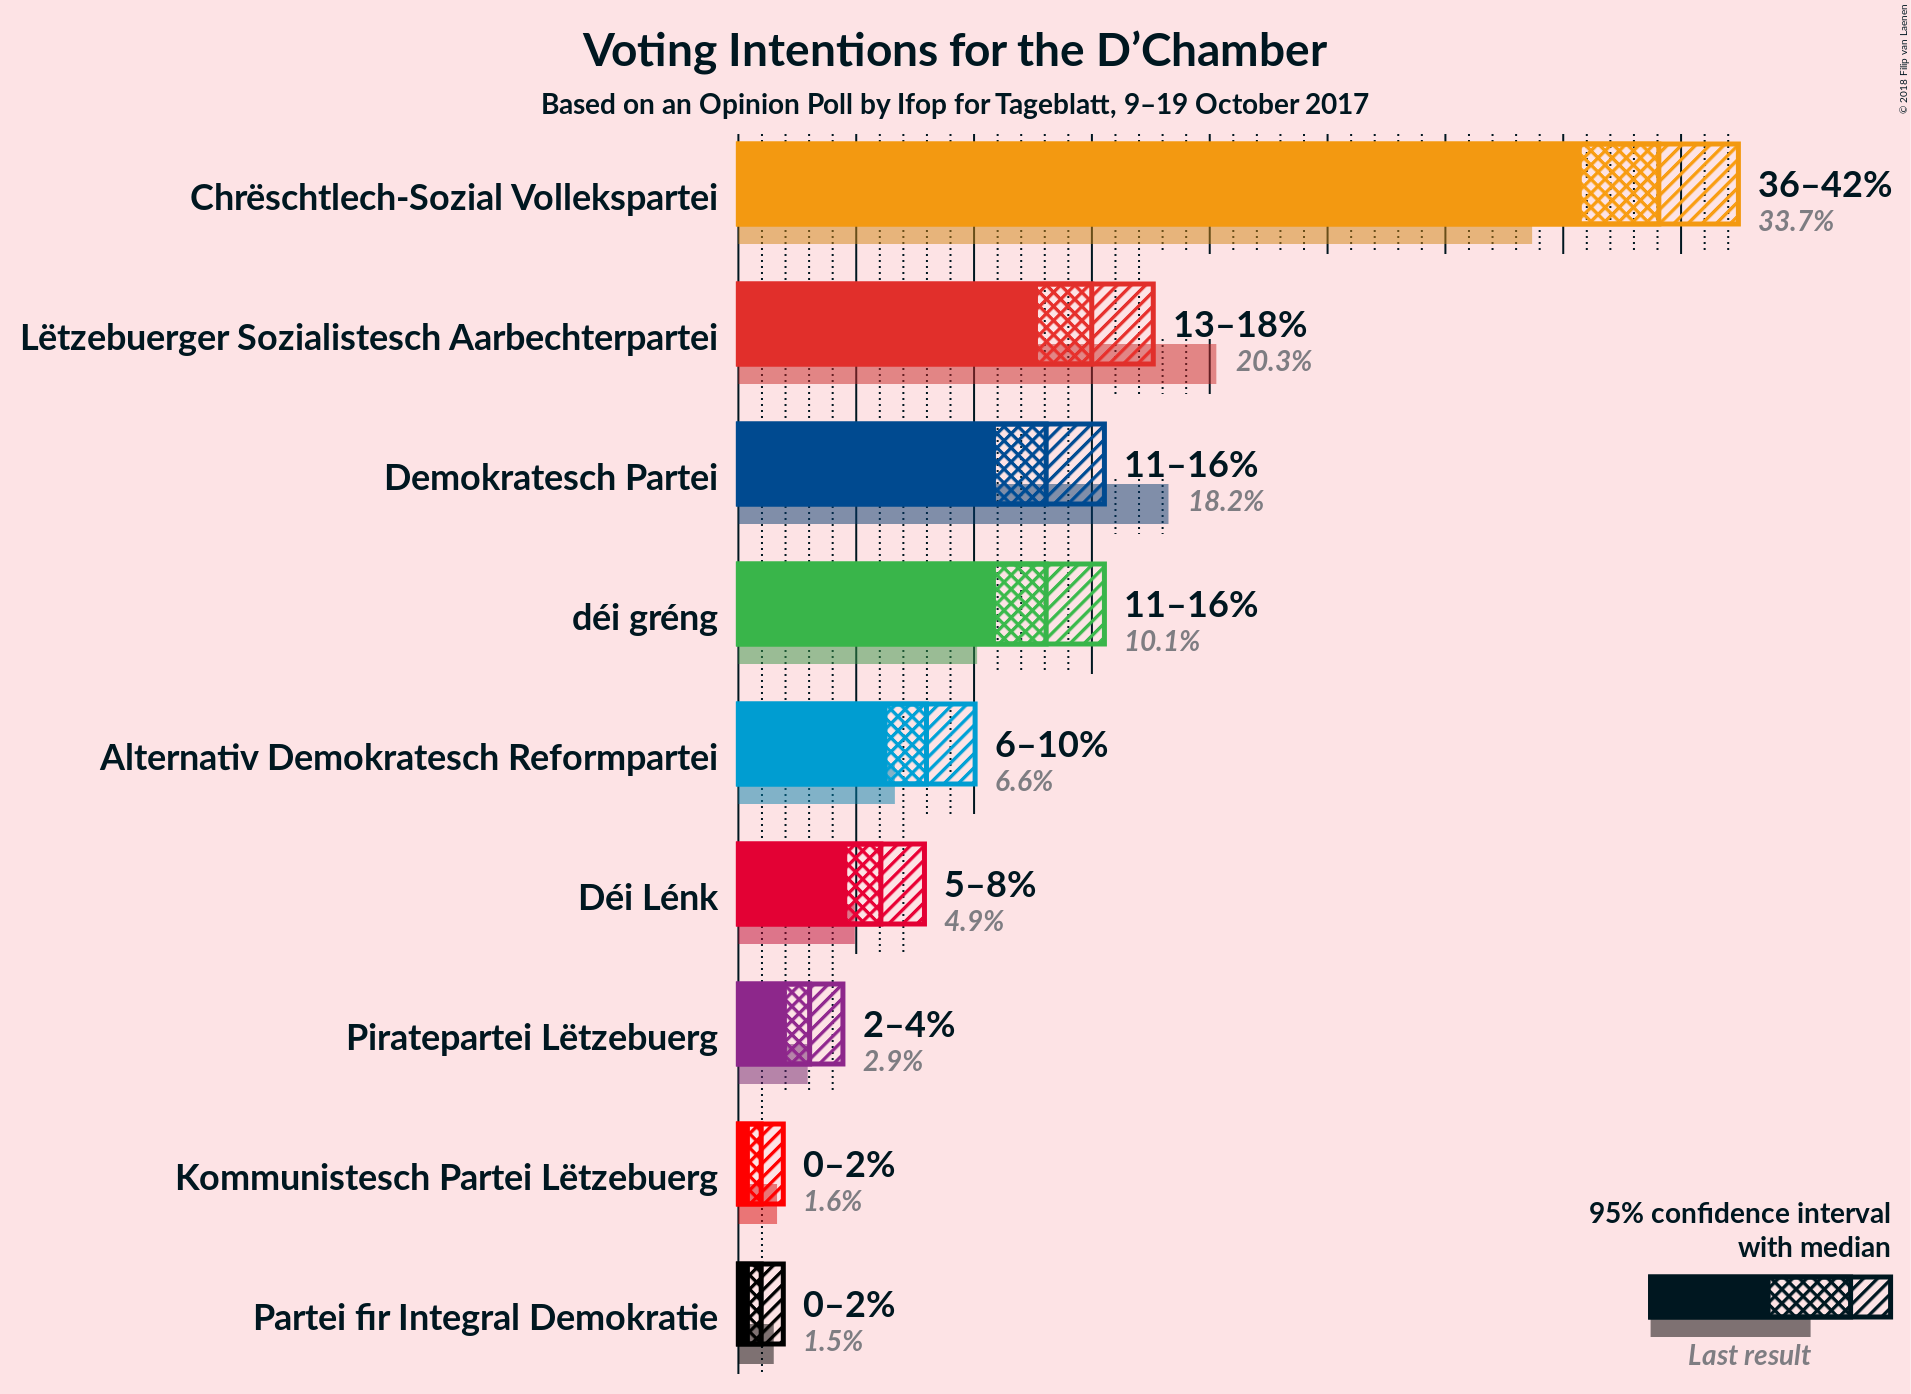 Voting Intentions for the D’Chamber
Based on an Opinion Poll by Ifop for Tageblatt, 9–19 October 2017
© 2018 Filip van Laenen
Chrëschtlech-Sozial Vollekspartei
36–42%
33.7%
Lëtzebuerger Sozialistesch Aarbechterpartei
13–18%
20.3%
Demokratesch Partei
11–16%
18.2%
déi gréng
11–16%
10.1%
Alternativ Demokratesch Reformpartei
6–10%
6.6%
Déi Lénk
5–8%
4.9%
Piratepartei Lëtzebuerg
2–4%
2.9%
Kommunistesch Partei Lëtzebuerg
0–2%
1.6%
Partei fir Integral Demokratie
0–2%
1.5%
95% confidence interval
with median
Last result